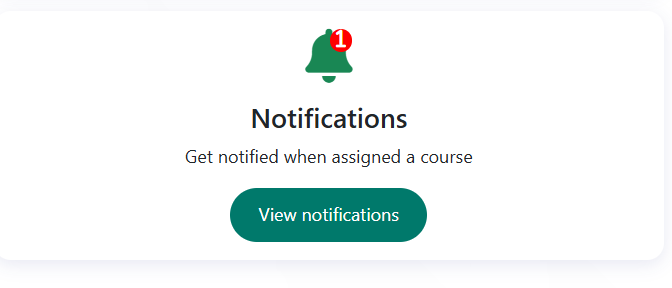 1
Notifications
Get notified when assigned a course
View notifications